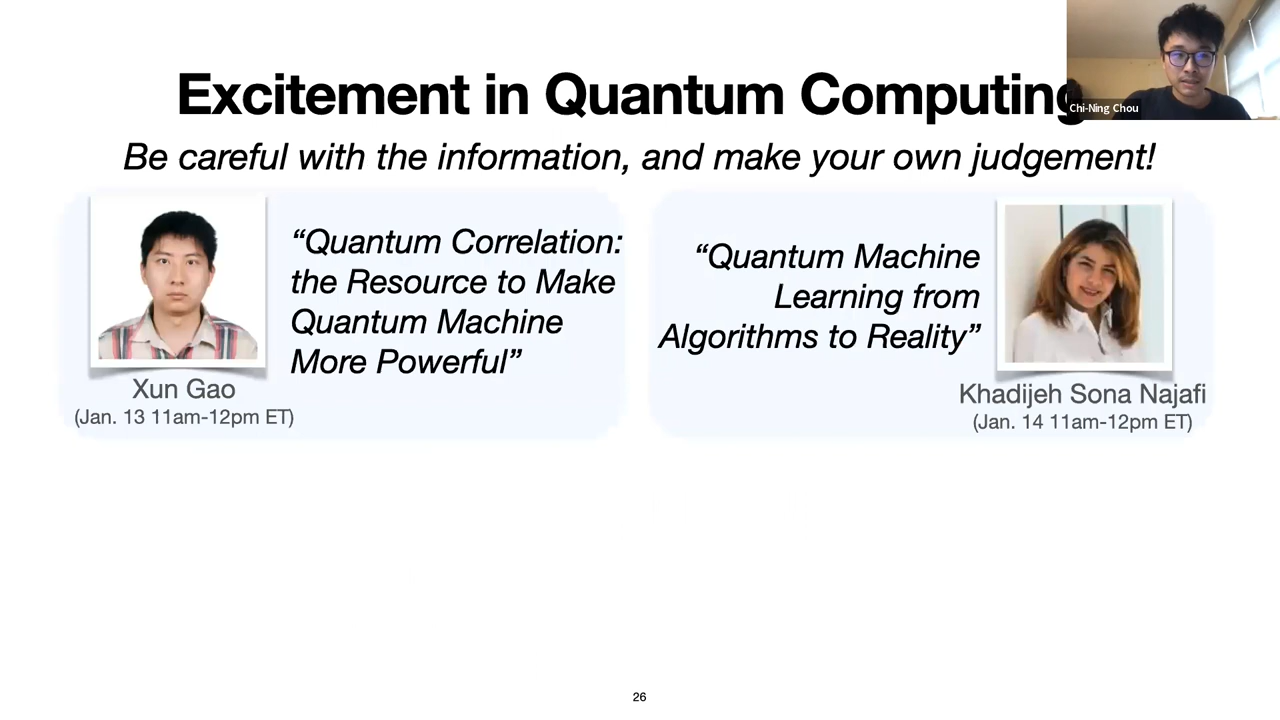 Excitement in Quantum Computing
Chi-Ning Chou
Be careful with the information, and make your own judgement!
“Quantum Correlation:
the Resource to Make
Quantum Machine
More Powerful”
Xun Gao
(Jan. 13 11am-12pm ET)
“Quantum Machine
Learning from
Algorithms to Reality”
Khadijeh Sona Najafi
(Jan. 14 11am-12pm ET)
26